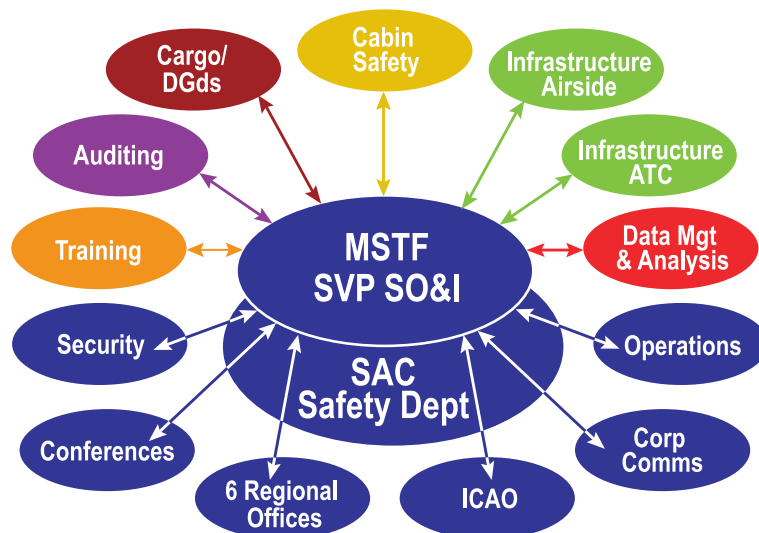 Cabin
Safety
Cargo/
DGds
Infrastructure
Airside
Auditing
Infrastructure
ATC
Training
MSTF
SVP SO&I
Data Mgt
& Analysis
Security
SAC
Safety Dept
Operations
Conferences
Corp
Comms
6 Regional
Offices
ICAO